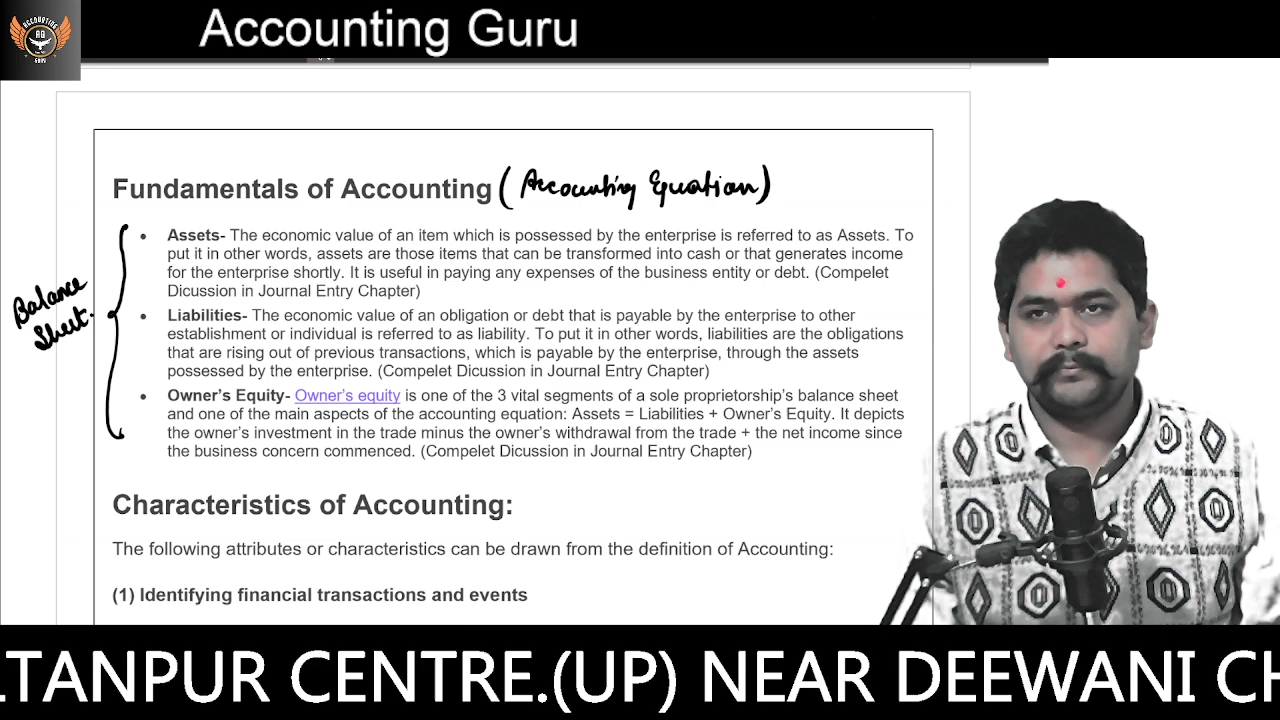 Accounting Guru
ACCOUNTING
AG
GURU
Fundamentals of Accounting (Accounting Equation)
Balance
Sheet.
• Assets- The economic value of an item which is possessed by the enterprise is referred to as Assets. To
put it in other words, assets are those items that can be transformed into cash or that generates income
for the enterprise shortly. It is useful in paying any expenses of the business entity or debt. (Compelet
Dicussion in Journal Entry Chapter)
• Liabilities- The economic value of an obligation or debt that is payable by the enterprise to other
establishment or individual is referred to as liability. To put it in other words, liabilities are the obligations
that are rising out of previous transactions, which is payable by the enterprise, through the assets
possessed by the enterprise. (Compelet Dicussion in Journal Entry Chapter)
• Owner's Equity- Owner's equity is one of the 3 vital segments of a sole proprietorship's balance sheet
and one of the main aspects of the accounting equation: Assets = Liabilities + Owner's Equity. It depicts
the owner's investment in the trade minus the owner's withdrawal from the trade + the net income since
the business concern commenced. (Compelet Dicussion in Journal Entry Chapter)
Characteristics of Accounting:
The following attributes or characteristics can be drawn from the definition of Accounting:
(1) Identifying financial transactions and events
LTANPUR CENTRE.(UP) NEAR DEEWANI CH